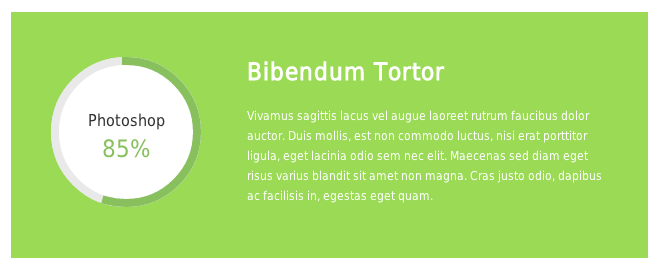 Photoshop
85%
Bibendum Tortor
Vivamus sagittis lacus vel augue laoreet rutrum faucibus dolor
auctor. Duis mollis, est non commodo luctus, nisi erat porttitor
ligula, eget lacinia odio sem nec elit. Maecenas sed diam eget
risus varius blandit sit amet non magna. Cras justo odio, dapibus
ac facilisis in, egestas eget quam.